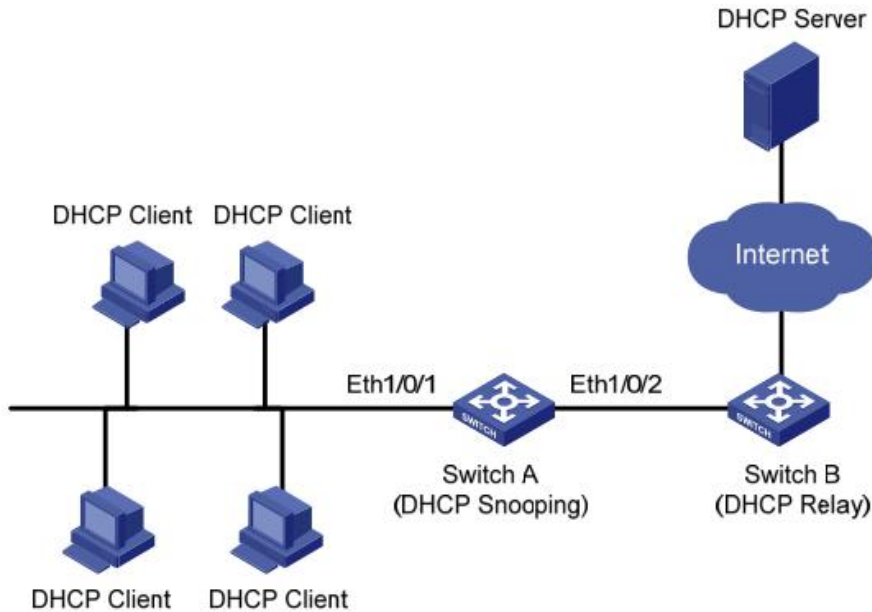 DHCP Server
DHCP Client
DHCP Client
Internet
Eth1/0/1
Eth1/0/2
SWITCH
SWITCH
Switch A
(DHCP Snooping)
Switch B
(DHCP Relay)
DHCP Client
DHCP Client